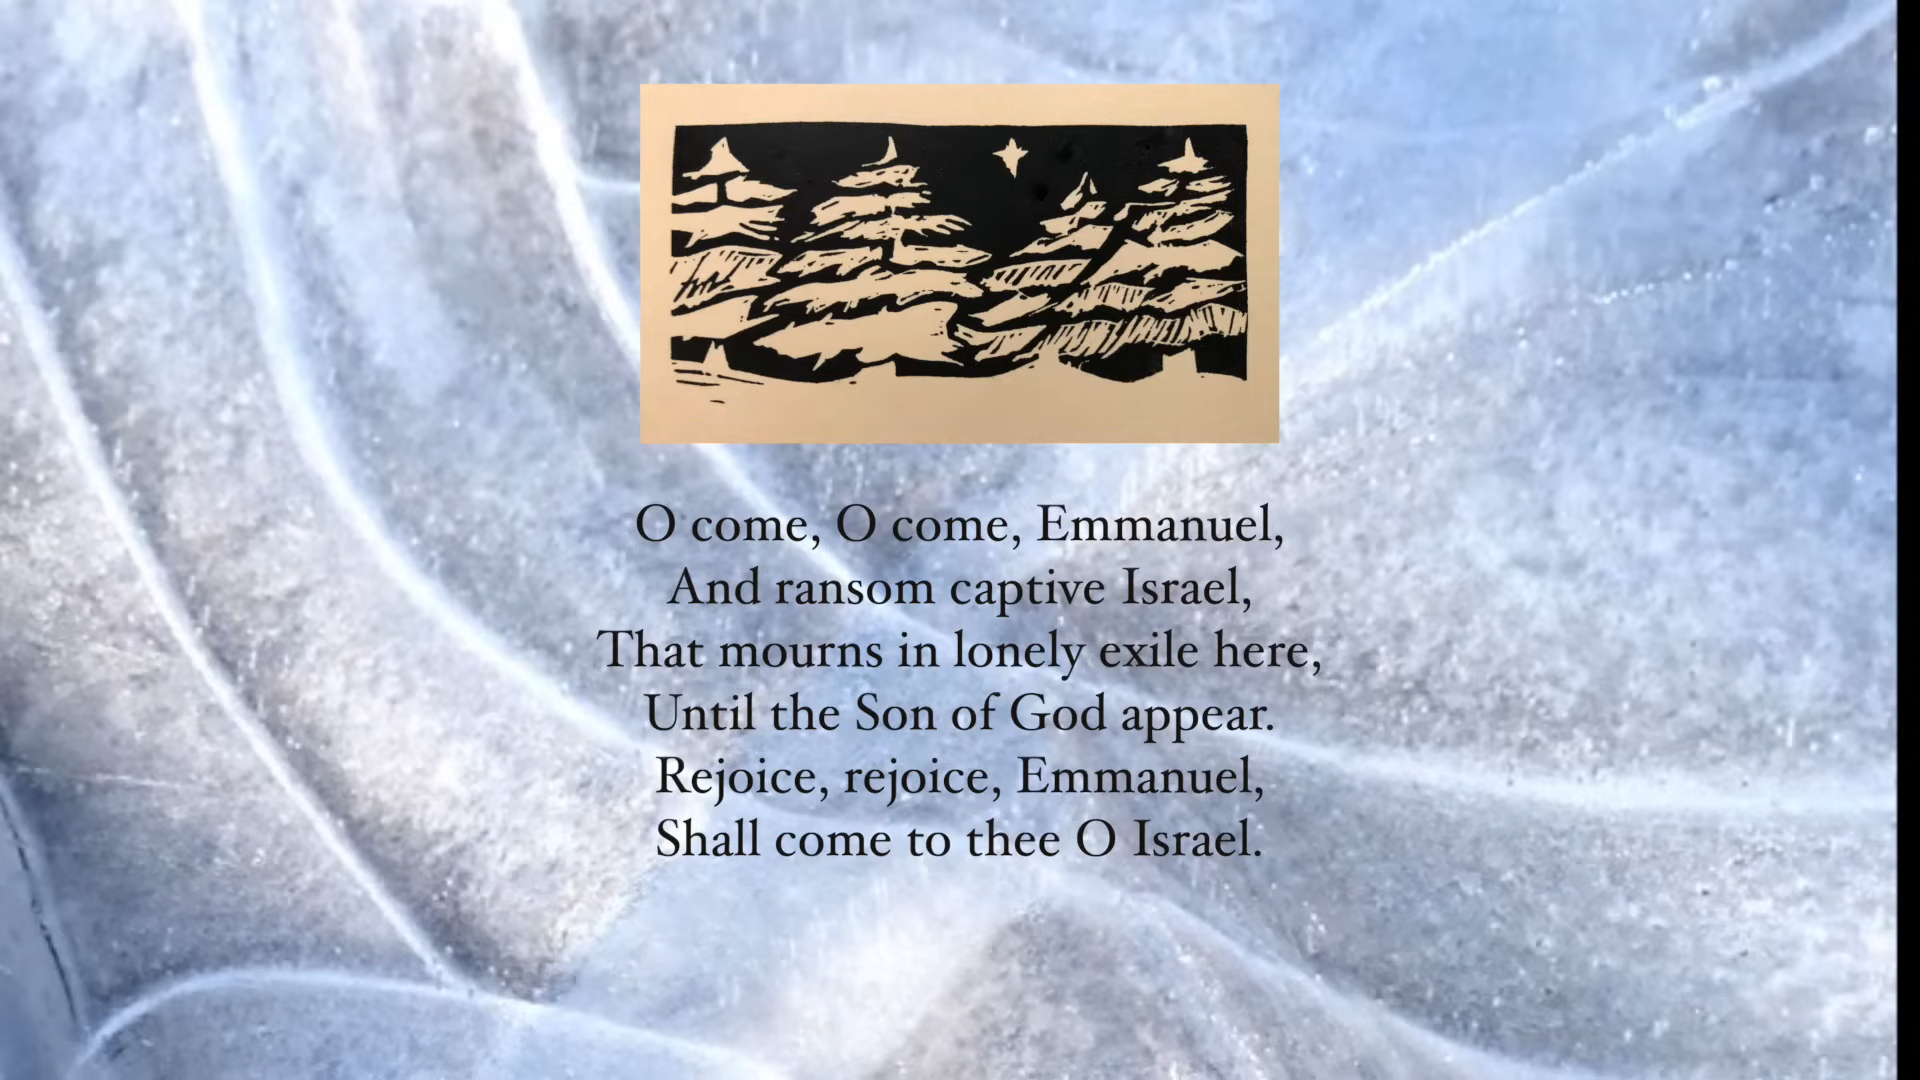 O come, O come, Emmanuel,
And ransom captive Israel,
That mourns in lonely exile here,
Until the Son of God appear.
Rejoice, rejoice, Emmanuel,
Shall come to thee O Israel.